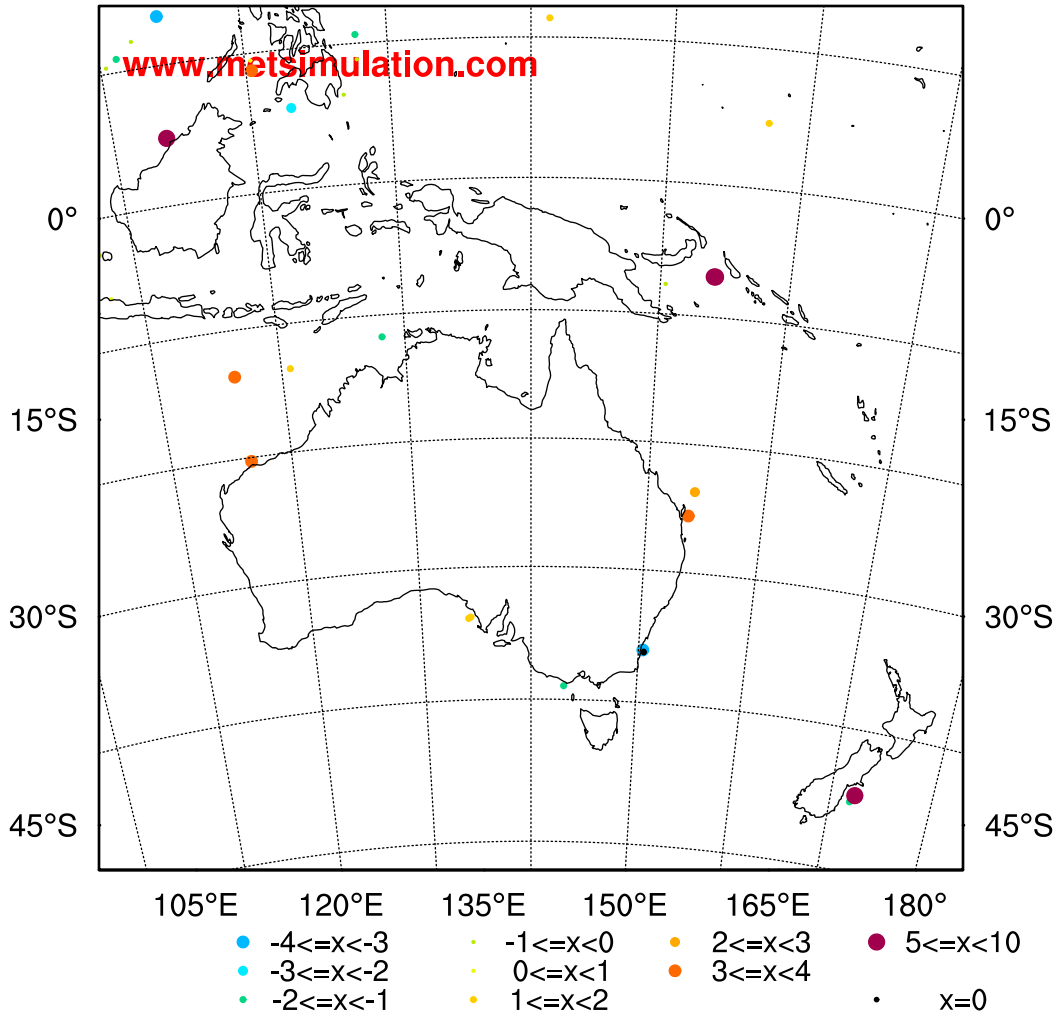 www.metsimulation.com
0° 0°
15°S 15°S
30°S 30°S
45°S 45°S
105°E 120°E 135°E 150°E 165°E 180°
-4<=x<-3 -1<=x<0 2<=x<3 5<=x<10
-3<=x<-2 0<=x<1 3<=x<4
-2<=x<-1 1<=x<2 x=0